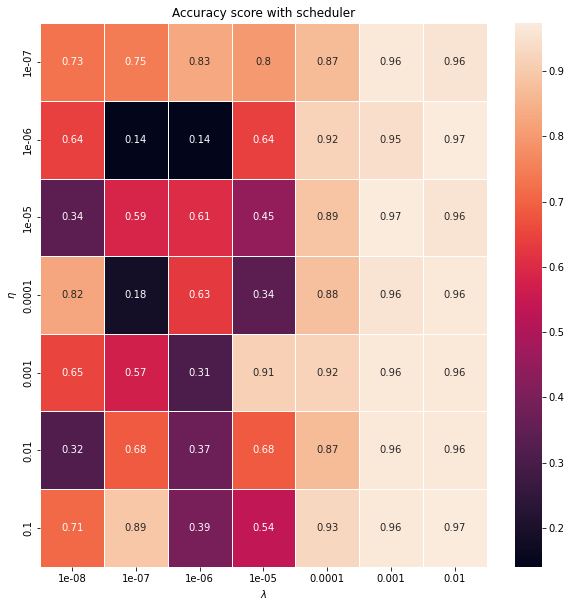 Accuracy score with scheduler
1e-07 0.73 0.75 0.83 0.8 0.87 0.96 0.96
1e-06 0.64 0.14 0.14 0.64 0.92 0.95 0.97
1e-05 0.34 0.59 0.61 0.45 0.89 0.97 0.96
0.0001 0.82 0.18 0.63 0.34 0.88 0.96 0.96
0.001 0.65 0.57 0.31 0.91 0.92 0.96 0.96
0.01 0.32 0.68 0.37 0.68 0.87 0.96 0.96
0.1 0.71 0.89 0.39 0.54 0.93 0.96 0.97
η
1e-08 1e-07 1e-06 1e-05 0.0001 0.001 0.01
λ
0.9
0.8
0.7
0.6
0.5
0.4
0.3
0.2